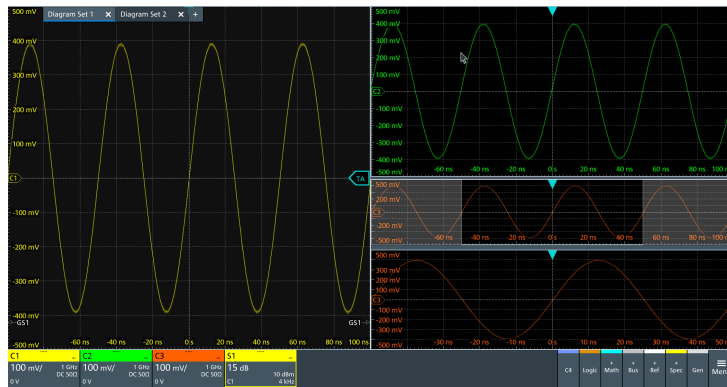 500 mV
Diagram Set 1 ×
Diagram Set 2 ×
+
400 mV
300 mV
200 mV
100 mV
C1
TA
-100 mV
-200 mV
-300 mV
-400 mV
GS1
GS1
-80 ns
-60 ns
-40 ns
-20 ns
0 s
20 ns
40 ns
60 ns
80 ns
500 mV
400 mV
300 mV
200 mV
100 mV
C2
-100 mV
-200 mV
-300 mV
-400 mV
-60 ns
-40 ns
-20 ns
0 s
20 ns
40 ns
60 ns
80 ns
500 mV
300 mV
C3
-300 mV
-500 mV
60 ns
-40 ns
-20 ns
0 s
20 ns
40 ns
60 ns
80 ns
500 mV
400 mV
300 mV
200 mV
100 mV
C3
-100 mV
-200 mV
-300 mV
-30 ns
-20 ns
-10 ns
0 s
10 ns
20 ns
30 ns
C1
100 mV/
1 GHz
DC 50Ω
0 V
C2
100 mV/
1 GHz
DC 50Ω
0 V
C3
100 mV/
1 GHz
DC 50Ω
0 V
S1
15 dB
10 dBm
C1
4 kHz
C4
Logic
+
Math
+
Bus
+
Ref
+
Spec
Gen